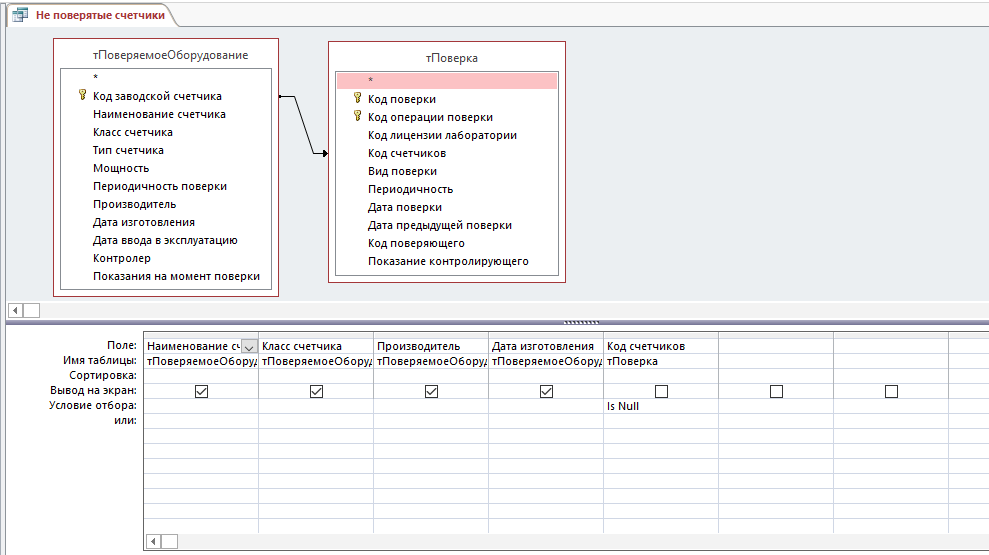 Не поверятые счетчики
тПоверяемоеОборудование
*
Код заводской счетчика
Наименование счетчика
Класс счетчика
Тип счетчика
Мощность
Периодичность поверки
Производитель
Дата изготовления
Дата ввода в эксплуатацию
Контролер
Показания на момент поверки
тПоверка
*
Код поверки
Код операции поверки
Код лицензии лаборатории
Код счетчиков
Вид поверки
Периодичность
Дата поверки
Дата предыдущей поверки
Код поверяющего
Показание контролирующего
Поле: Наименование сч Класс счетчика Производитель Дата изготовления Код счетчиков
Имя таблицы: тПоверяемоеОборуд тПоверяемоеОборуд тПоверяемоеОборуд тПоверяемоеОборуд тПоверка
Сортировка:
Вывод на экран:
Условие отбора: Is Null
или: